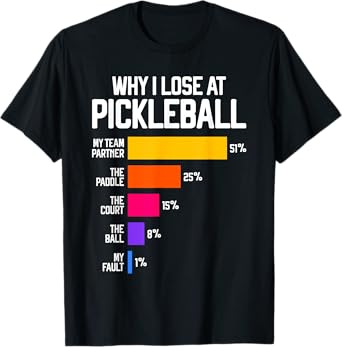 WHY I LOSE AT
PICKLEBALL
MY TEAM
PARTNER
51%
THE
PADDLE
25%
THE
COURT
15%
THE
BALL
8%
MY
FAULT
1%